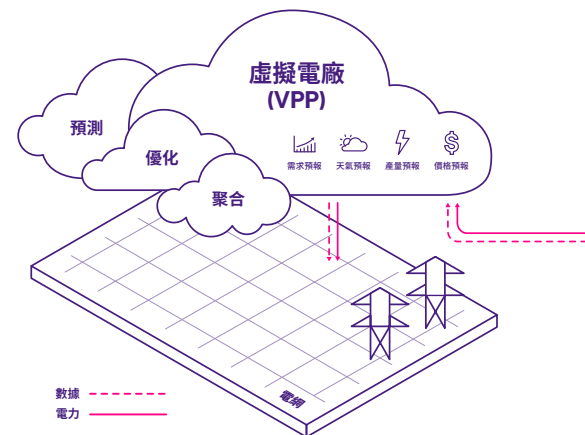 虛擬電廠
(VPP)
預測
優化
聚合
需求預報
天氣預報
產量預報
價格預報
電網
數據
電力